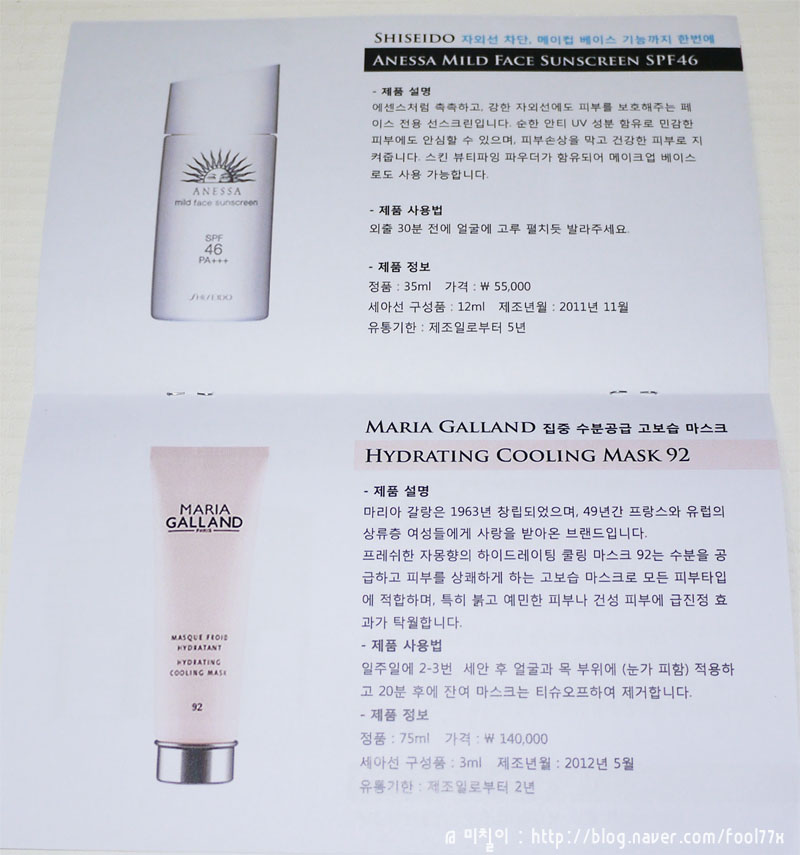 SHISEIDO 자외선 차단, 메이컵 베이스 기능까지 한번에
ANESSA MILD FACE SUNSCREEN SPF46
- 제품 설명
에센스처럼 촉촉하고, 강한 자외선에도 피부를 보호해주는 페
이스 전용 선스크린입니다. 순한 안티 UV 성분 함유로 민감한
피부에도 안심할 수 있으며, 피부손상을 막고 건강한 피부로 지
켜줍니다. 스킨 뷰티파잉 파우더가 함유되어 메이크업 베이스
로도 사용 가능합니다.
- 제품 사용법
외출 30분 전에 얼굴에 고루 펼치듯 발라주세요.
- 제품 정보
정품 : 35ml 가격 : ₩ 55,000
세아선 구성품 : 12ml 제조년월 : 2011년 11월
유통기한 : 제조일로부터 5년
ANESSA
mild face sunscreen
SPF
46
PA+++
SHISEIDO
MARIA GALLAND 집중 수분공급 고보습 마스크
HYDRATING COOLING MASK 92
- 제품 설명
마리아 갈랑은 1963년 창립되었으며, 49년간 프랑스와 유럽의
상류층 여성들에게 사랑을 받아온 브랜드입니다.
프레쉬한 자몽향의 하이드레이팅 쿨링 마스크 92는 수분을 공
급하고 피부를 상쾌하게 하는 고보습 마스크로 모든 피부타입
에 적합하며, 특히 붉고 예민한 피부나 건성 피부에 급진정 효
과가 탁월합니다.
- 제품 사용법
일주일에 2-3번 세안 후 얼굴과 목 부위에 (눈가 피함) 적용하
고 20분 후에 잔여 마스크는 티슈오프하여 제거합니다.
- 제품 정보
정품 : 75ml 가격 : ₩ 140,000
세아선 구성품 : 3ml 제조년월 : 2012년 5월
유통기한 : 제조일로부터 2년
MARIA
GALLAND
PARIS
MASQUE FROID
HYDRATANT
HYDRATING
COOLING MASK
92
@ 미칠이 : http://blog.naver.com/fool77x